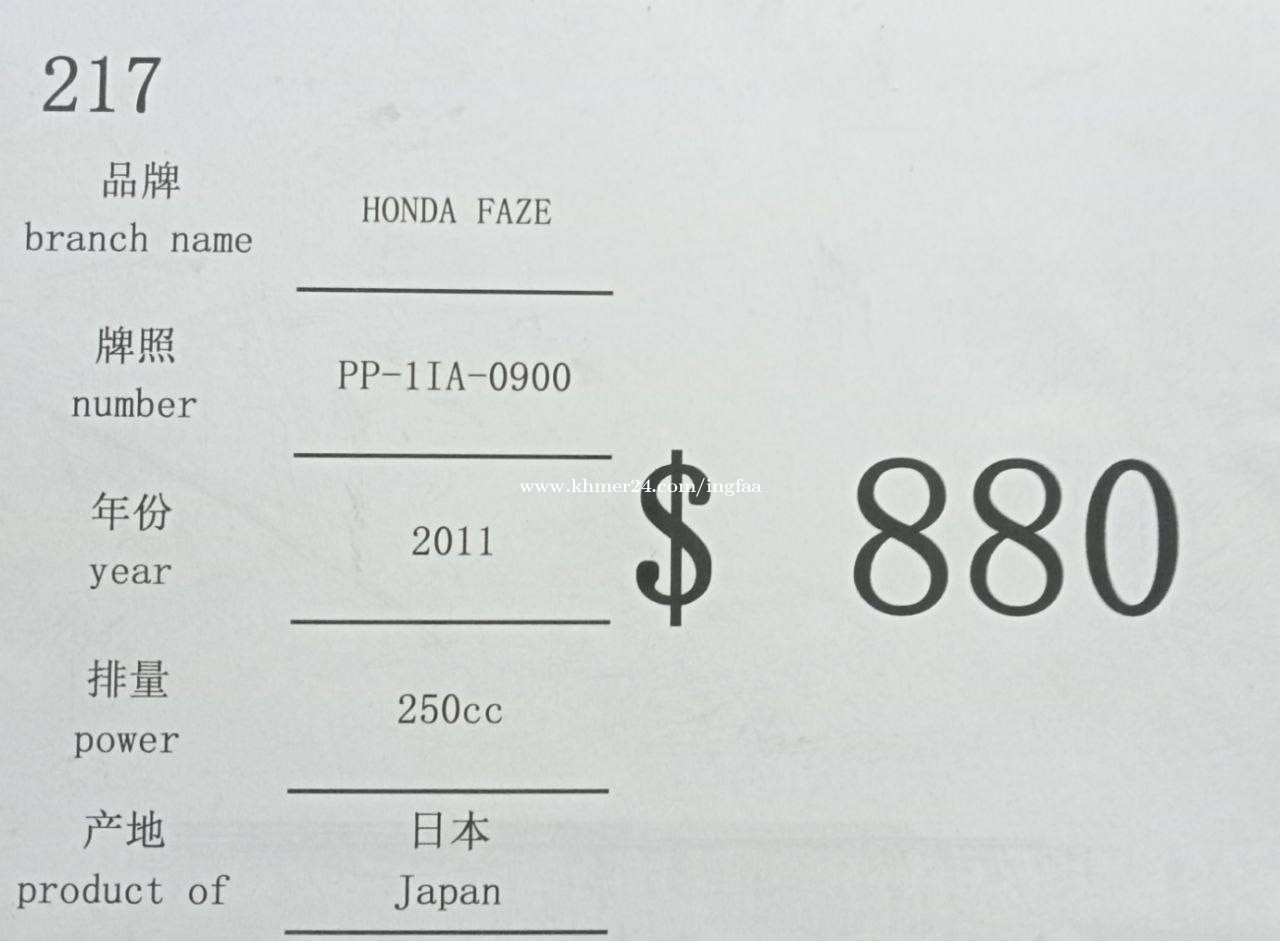 217
品牌
branch name
HONDA FAZE
牌照
number
PP-1IA-0900
年份
year
2011
$ 880
www.khmer24.com/ingfaa
排量
power
250cc
产地
product of
日本
Japan